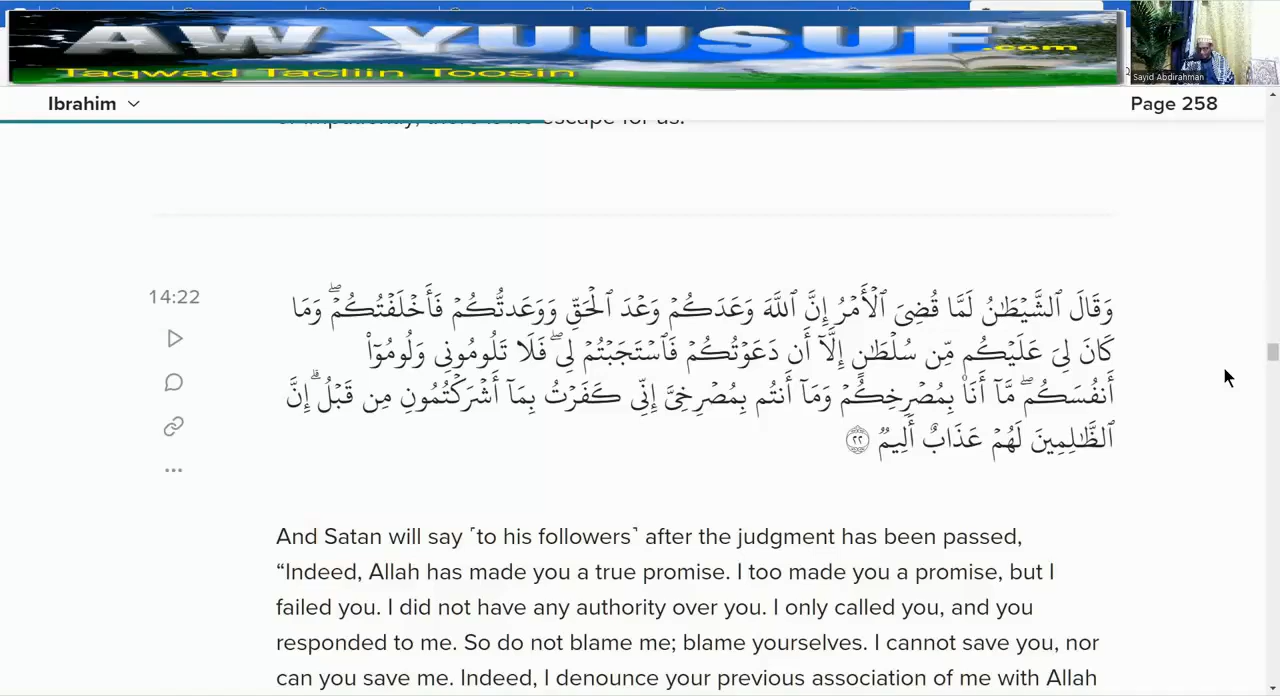 AW YUUSUF.com
Taqwad Tacliin Toosin
Sayid Abdirahman
Ibrahim
Page 258
escape for us.
14:22
وَقَالَ ٱلشَّيْطَـٰنُ لَمَّا قُضِىَ ٱلْأَمْرُ إِنَّ ٱللَّهَ وَعَدَكُمْ وَعْدَ ٱلْحَقِّ وَوَعَدتُّكُمْ فَأَخْلَفْتُكُمْ ۖ وَمَا
كَانَ لِىَ عَلَيْكُم مِّن سُلْطَـٰنٍ إِلَّآ أَن دَعَوْتُكُمْ فَٱسْتَجَبْتُمْ لِى ۖ فَلَا تَلُومُونِى وَلُومُوٓا۟
أَنفُسَكُم ۖ مَّآ أَنَا۠ بِمُصْرِخِكُمْ وَمَآ أَنتُم بِمُصْرِخِىَّ إِنِّى كَفَرْتُ بِمَآ أَشْرَكْتُمُونِ مِن قَبْلُ ۗ إِنَّ
ٱلظَّـٰلِمِينَ لَهُمْ عَذَابٌ أَلِيمٌ ٢٢
And Satan will say ˹to his followers˺ after the judgment has been passed,
“Indeed, Allah has made you a true promise. I too made you a promise, but I
failed you. I did not have any authority over you. I only called you, and you
responded to me. So do not blame me; blame yourselves. I cannot save you, nor
can you save me. Indeed, I denounce your previous association of me with Allah